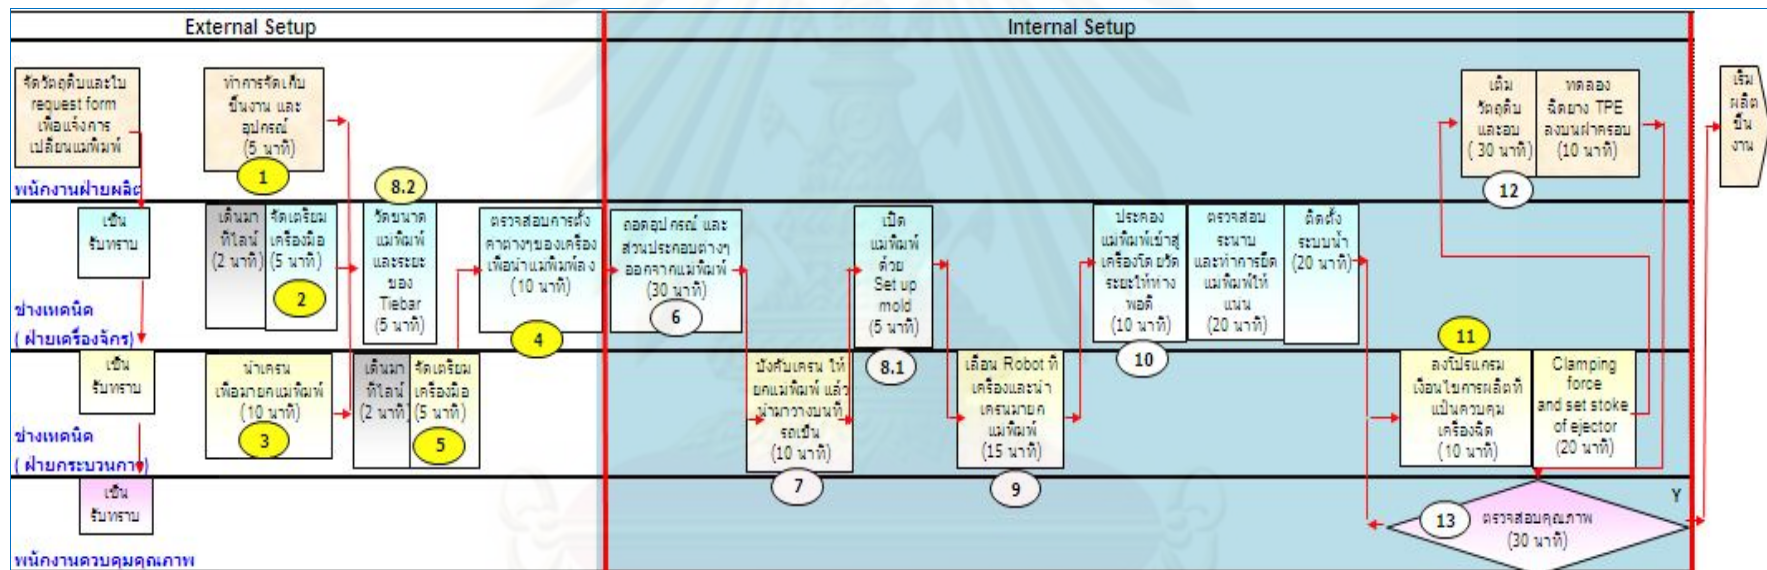 External Setup
Internal Setup
จัดวัตถุดิบและใบ
request form
เพื่อแจ้งการ
เปลี่ยนแม่พิมพ์
ทำการจัดเก็บ
ชิ้นงาน และ
อุปกรณ์
(5 นาที)
1
เติม
วัตถุดิบ
และอบ
( 30 นาที)
12
ทดลอง
ฉีดยาง TPE
ลงบนฝาครอบ
(10 นาที)
เริ่ม
ผลิต
ชิ้น
งาน
พนักงานฝ่ายผลิต
เซ็น
รับทราบ
เดินมา
ที่ไลน์
(2 นาที)
จัดเตรียม
เครื่องมือ
(5 นาที)
2
8.2
วัดขนาด
แม่พิมพ์
และระยะ
ของ
Tiebar
(5 นาที)
ตรวจสอบการตั้ง
ค่าต่างๆของเครื่อง
เพื่อนำแม่พิมพ์ลง
(10 นาที)
4
ถอดอุปกรณ์ และ
ส่วนประกอบต่างๆ
ออกจากแม่พิมพ์
(30 นาที)
6
เปิด
แม่พิมพ์
ด้วย
Set up
mold
(5 นาที)
8.1
ประคอง
แม่พิมพ์เข้าสู่
เครื่องโดยวัด
ระยะให้ห่าง
พอดี
(10 นาที)
10
ตรวจสอบ
ระนาบ
และทำการยึด
แม่พิมพ์ให้
แน่น
(20 นาที)
ติดตั้ง
ระบบน้ำ
(20 นาที)
ช่างเทคนิค
( ฝ่ายเครื่องจักร)
เซ็น
รับทราบ
นำเครน
เพื่อมายกแม่พิมพ์
(10 นาที)
3
เดินมา
ที่ไลน์
(2 นาที)
จัดเตรียม
เครื่องมือ
(5 นาที)
5
บังคับเครน ให้
ยกแม่พิมพ์ แล้ว
นำมาวางบนที่
รถเข็น
(10 นาที)
7
เลื่อน Robot ที่
เครื่องและนำ
เครนมายก
แม่พิมพ์
(15 นาที)
9
11
ลงโปรแกรม
เงื่อนไขการผลิตที่
แป้นควบคุม
เครื่องฉีด
(10 นาที)
Clamping
force
and set stoke
of ejector
(20 นาที)
ช่างเทคนิค
( ฝ่ายกระบวนการ)
เซ็น
รับทราบ
13
ตรวจสอบคุณภาพ
(30 นาที)
Y
พนักงานควบคุมคุณภาพ